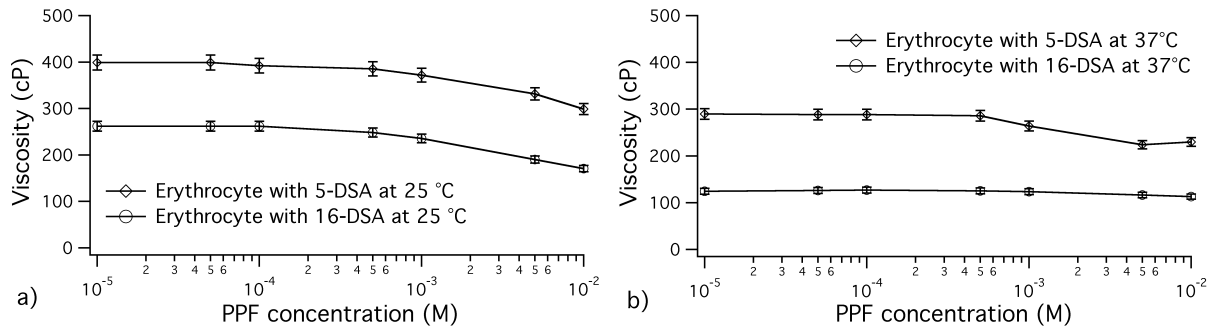 500
400
300
200
100
0
Viscosity (cP)
Erythrocyte with 5-DSA at 25 °C
Erythrocyte with 16-DSA at 25 °C
2 3 4 5 6 2 3 4 5 6 2 3 4 5 6
10-5 10-4 10-3 10-2
a) PPF concentration (M)
500
400
300
200
100
0
Viscosity (cP)
Erythrocyte with 5-DSA at 37°C
Erythrocyte with 16-DSA at 37°C
2 3 4 5 6 2 3 4 5 6 2 3 4 5 6
10-5 10-4 10-3 10-2
b) PPF concentration (M)